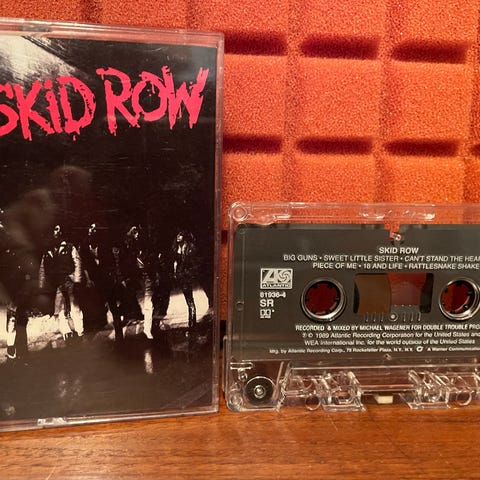 SKiD ROW
SKID ROW
BIG GUNS • SWEET LITTLE SISTER • CAN'T STAND THE HEAR
PIECE OF ME • 18 AND LIFE • RATTLESNAKE SHAKE
ATLANTIC
81936-4
SR
RECORDED & MIXED BY MICHAEL WAGENER FOR DOUBLE TROUBLE PRO
℗ © 1989 Atlantic Recording Corporation for the United States and
WEA International Inc. for the world outside of the United States
Mfg. by Atlantic Recording Corp., 75 Rockefeller Plaza, N.Y., N.Y. A Warner Communications